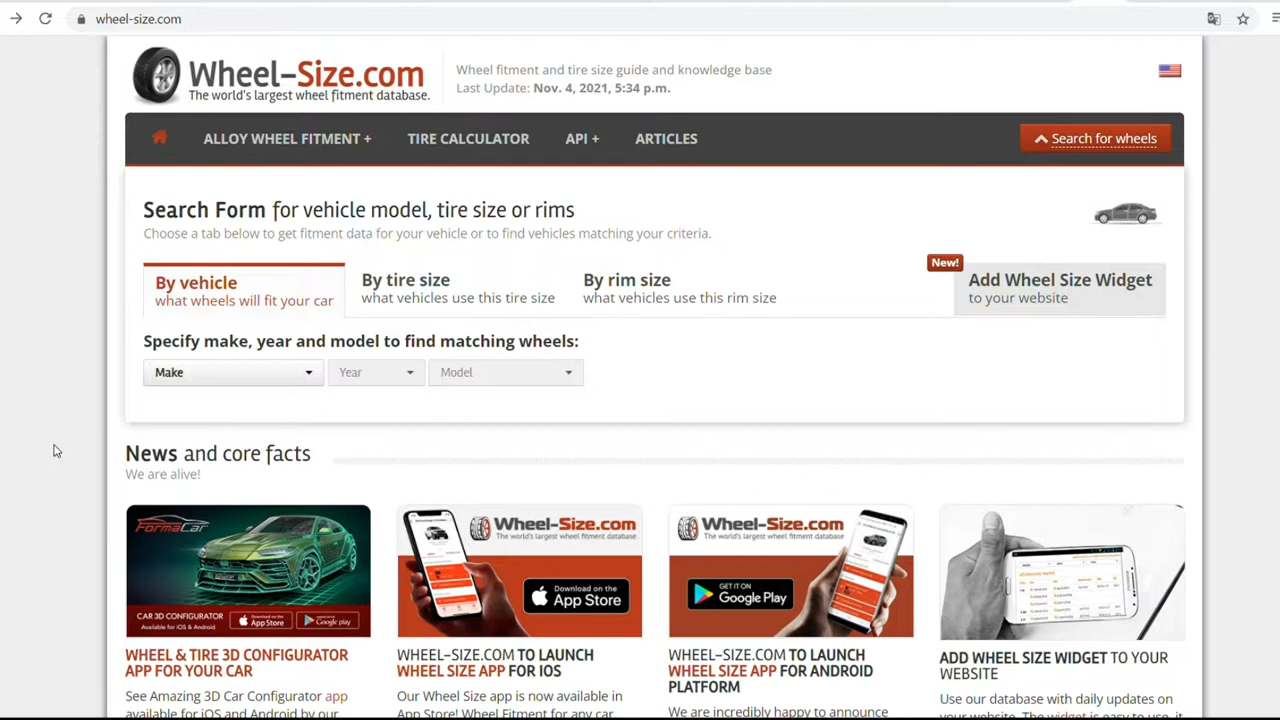 wheel-size.com
Wheel-Size.com
The world's largest wheel fitment database.
Wheel fitment and tire size guide and knowledge base
Last Update: Nov. 4, 2021, 5:34 p.m.
ALLOY WHEEL FITMENT +
TIRE CALCULATOR
API +
ARTICLES
Search for wheels
Search Form for vehicle model, tire size or rims
Choose a tab below to get fitment data for your vehicle or to find vehicles matching your criteria.
By vehicle
what wheels will fit your car
By tire size
what vehicles use this tire size
By rim size
what vehicles use this rim size
New!
Add Wheel Size Widget
to your website
Specify make, year and model to find matching wheels:
Make
Year
Model
News and core facts
We are alive!
FORMACAR
CAR 3D CONFIGURATOR
Available for iOS and Android
Download on the
App Store
Google play
Wheel-Size.com
The world's largest wheel fitment database
Download on the
App Store
Wheel-Size.com
The world's largest wheel fitment database
GET IT ON
Google Play
WHEEL & TIRE 3D CONFIGURATOR
APP FOR YOUR CAR
See Amazing 3D Car Configurator app
available for iOS and Android by our
WHEEL-SIZE.COM TO LAUNCH
WHEEL SIZE APP FOR IOS
Our Wheel Size app is now available in
App Store! Wheel Fitment for any car
WHEEL-SIZE.COM TO LAUNCH
WHEEL SIZE APP FOR ANDROID
PLATFORM
We are incredibly happy to announce
ADD WHEEL SIZE WIDGET TO YOUR
WEBSITE
Use our database with daily updates on
your website. The widget is easy to use, it